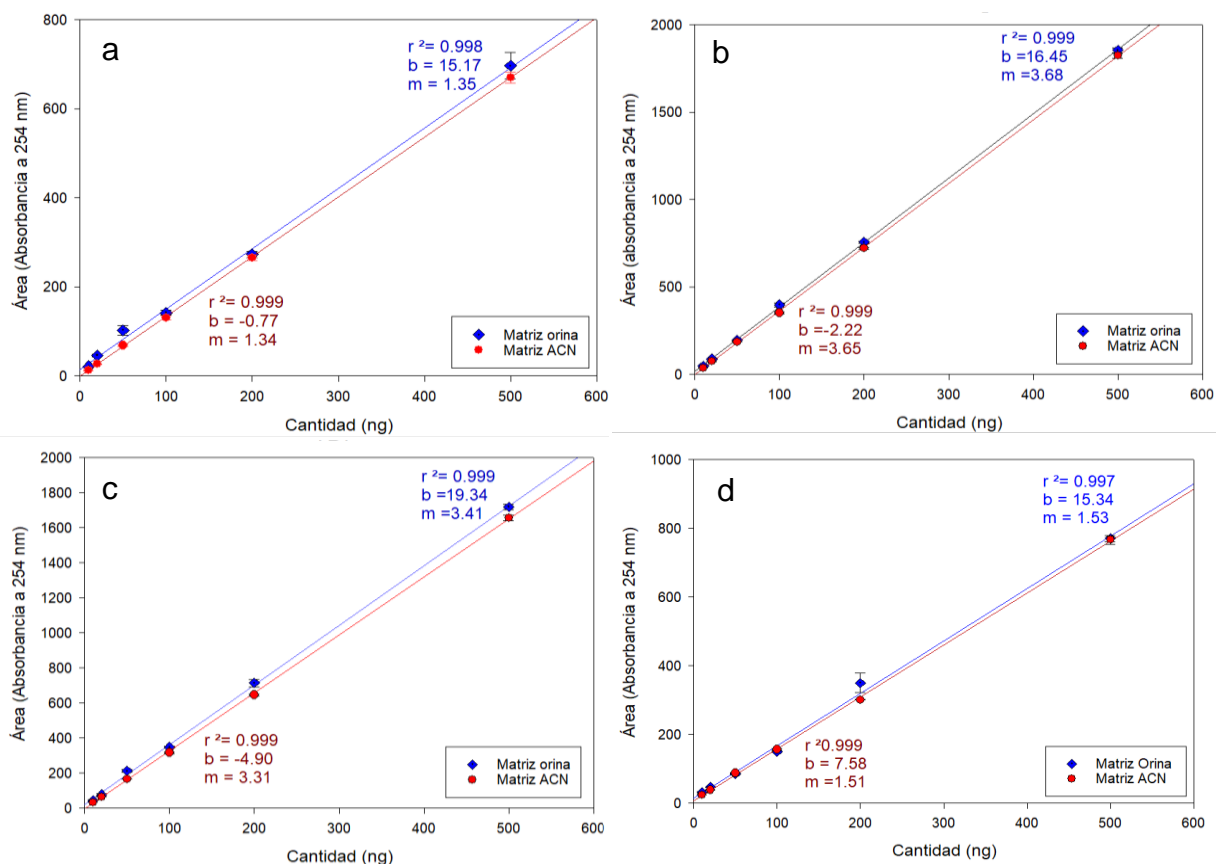 a
800
600
400
200
0
Área (Absorbancia a 254 nm)
r ²= 0.998
b = 15.17
m = 1.35
r ²= 0.999
b = -0.77
m = 1.34
Matriz orina
Matriz ACN
0 100 200 300 400 500 600
Cantidad (ng)
b
2000
1500
1000
500
0
Área (absorbancia a 254 nm)
r ²= 0.999
b =16.45
m =3.68
r ²= 0.999
b =-2.22
m =3.65
Matriz orina
Matriz ACN
0 100 200 300 400 500 600
Cantidad (ng)
c
2000
1800
1600
1400
1200
1000
800
600
400
200
0
Área (Absorbancia a 254 nm)
r ²= 0.999
b =19.34
m =3.41
r ²= 0.999
b = -4.90
m = 3.31
Matriz orina
Matriz ACN
0 100 200 300 400 500 600
Cantidad (ng)
d
1000
800
600
400
200
0
Área (Absorbancia a 254 nm)
r ²= 0.997
b = 15.34
m = 1.53
r ²0.999
b = 7.58
m =1.51
Matriz Orina
Matriz ACN
0 100 200 300 400 500 600
Cantidad (ng)